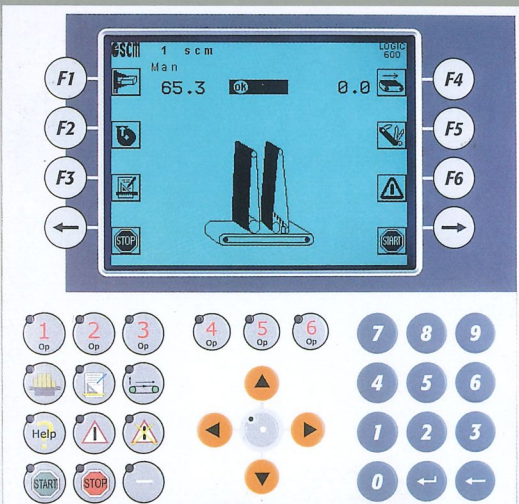 scm 1 scm LOGIC
600
Man
65.3 OK 0.0
F1 F4
F2 F5
F3 F6
STOP START
1 2 3 4 5 6 7 8 9
Op Op Op Op Op Op
4 5 6
Help 1 2 3
START STOP 0